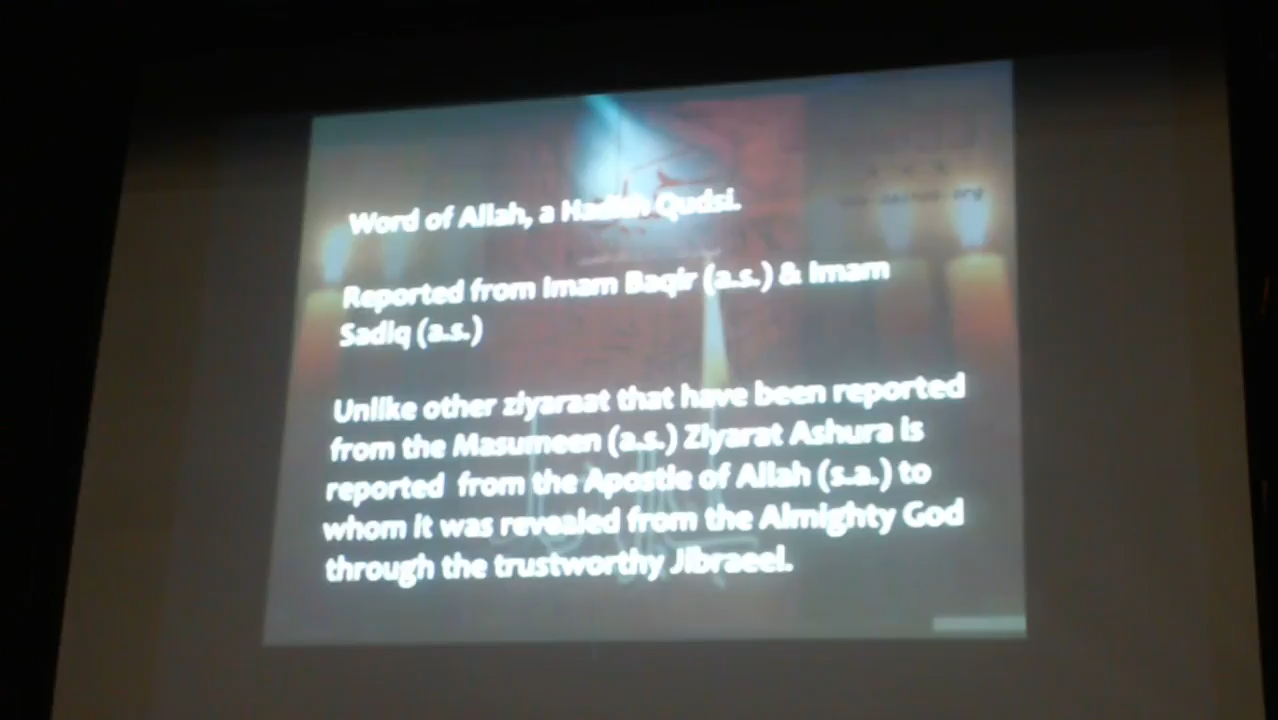 Word of Allah, a Hadith Qudsi.
Reported from Imam Baqir (a.s.) & Imam
Sadiq (a.s.)
Unlike other ziyaraat that have been reported
from the Masumeen (a.s.) Ziyarat Ashura is
reported from the Apostle of Allah (s.a.) to
whom it was revealed from the Almighty God
through the trustworthy Jibraeel.